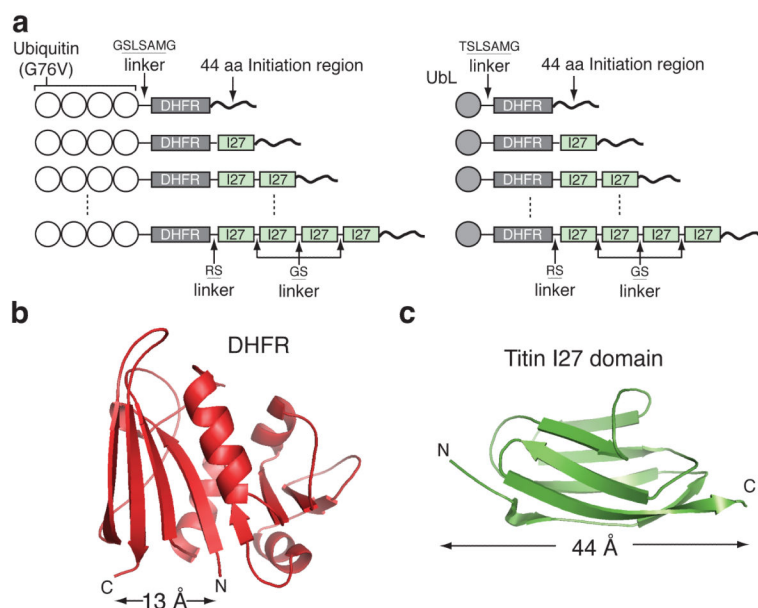 a
Ubiquitin
(G76V)
GSLSAMG
linker
44 aa Initiation region
DHFR
DHFR
I27
DHFR
I27
I27
DHFR
I27
I27
I27
I27
RS
linker
GS
linker
UbL
TSLSAMG
linker
44 aa Initiation region
DHFR
DHFR
I27
DHFR
I27
I27
DHFR
I27
I27
I27
I27
RS
linker
GS
linker
b
DHFR
C
N
13 Å
c
Titin I27 domain
N
C
44 Å